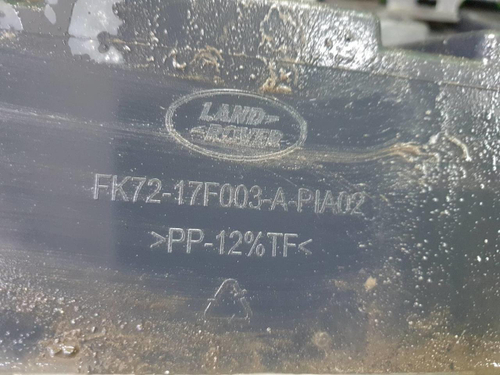 LAND-
ROVER
FK72-17F003-A-PIA02
>PP-12%TF<